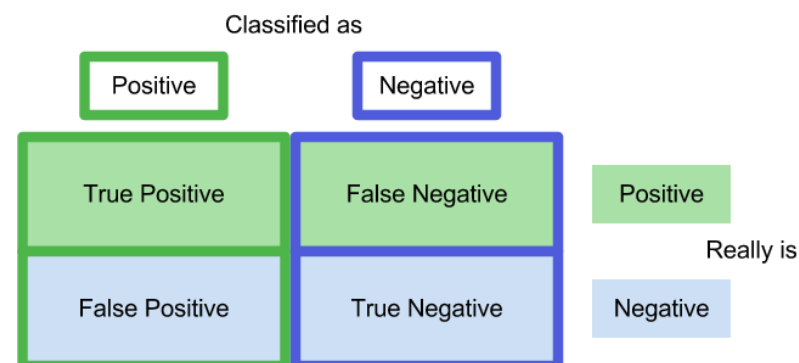 Classified as
Positive Negative
True Positive False Negative Positive
Really is
False Positive True Negative Negative